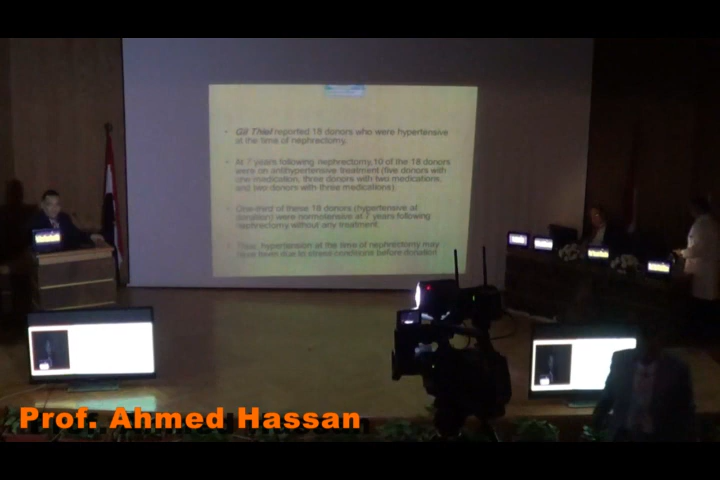 • Gilt Thiel reported 18 donors who were hypertensive
at the time of nephrectomy.
• At 7 years following nephrectomy,10 of the 18 donors
were on antihypertensive treatment (five donors with
one medication, three donors with two medications,
and two donors with three medications)
• One-third of these 18 donors (hypertensive at
were normotensive at 7 years following
nephrectomy without any treatment.
• Thus, hypertension at the time of nephrectomy may
have been due to stress conditions before donation
Prof. Ahmed Hassan